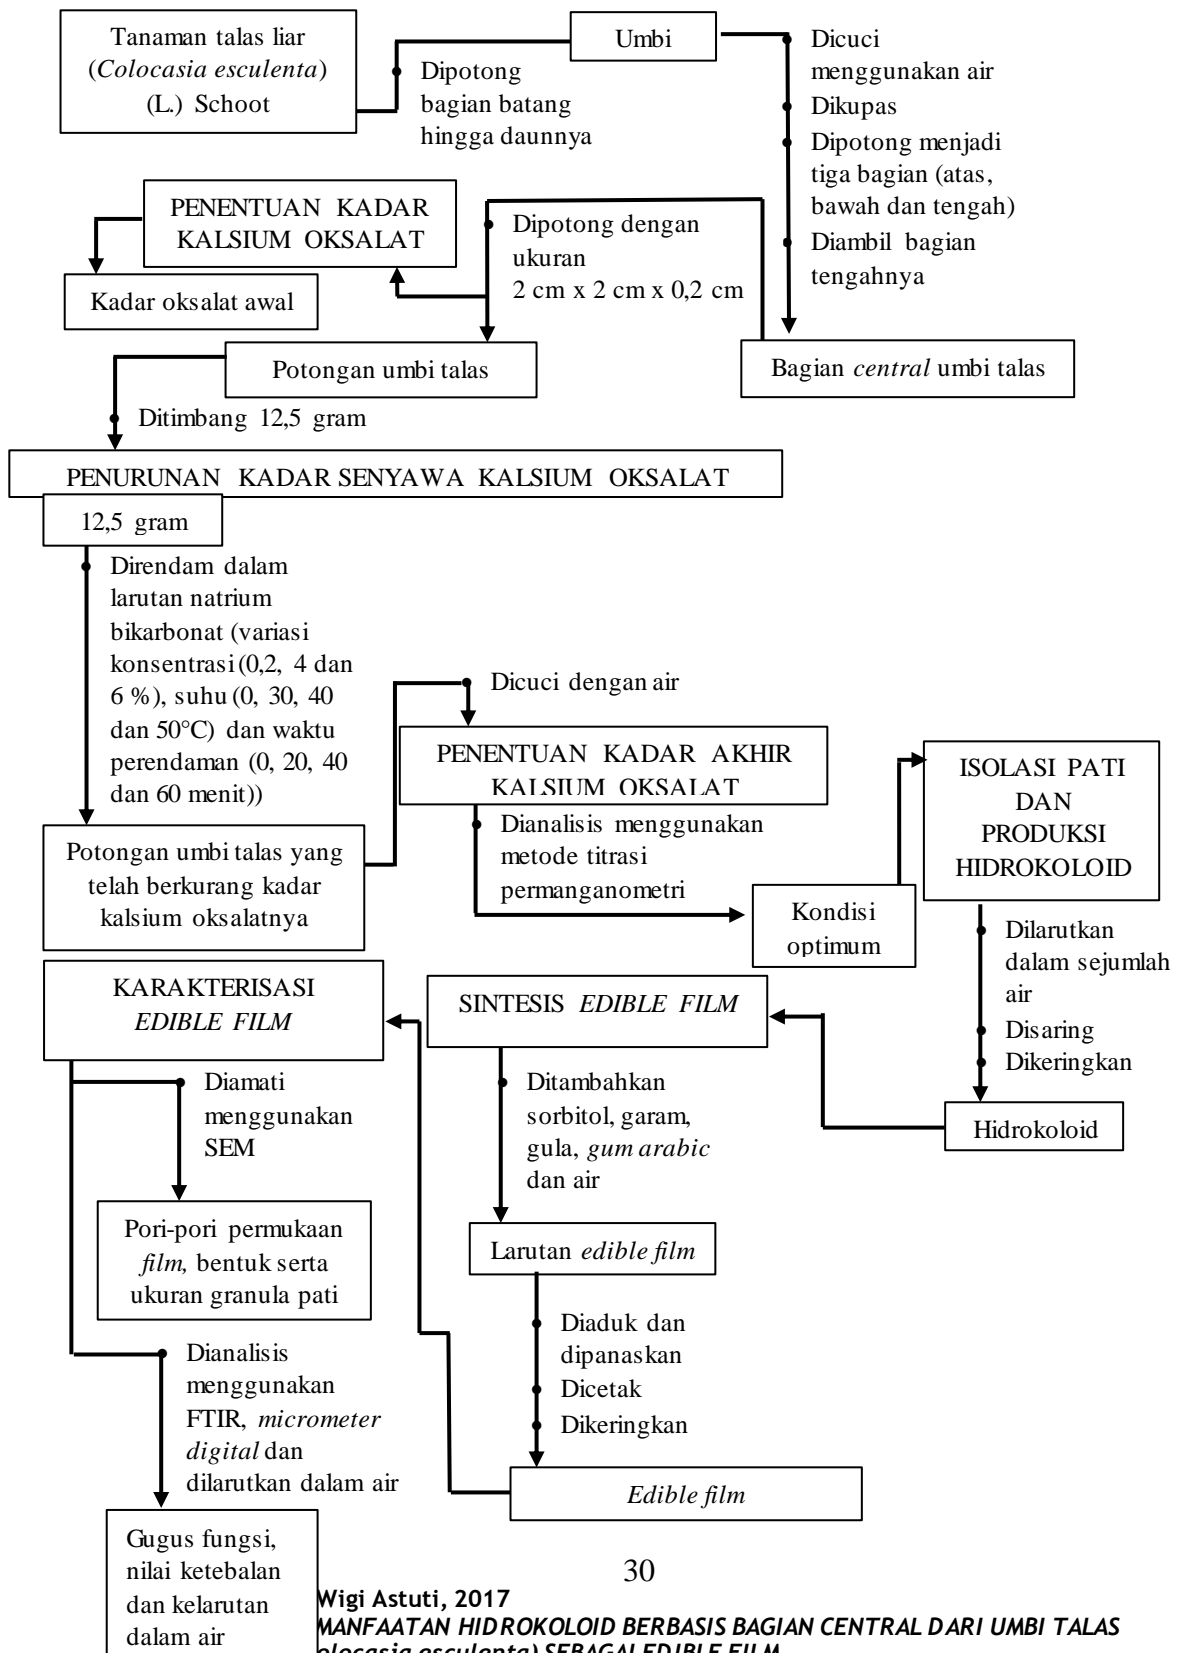 Tanaman talas liar
(Colocasia esculenta)
(L.) Schoot
Dipotong
bagian batang
hingga daunnya
Umbi
Dicuci
menggunakan air
Dikupas
Dipotong menjadi
tiga bagian (atas,
bawah dan tengah)
Diambil bagian
tengahnya
Bagian central umbi talas
Dipotong dengan
ukuran
2 cm x 2 cm x 0,2 cm
PENENTUAN KADAR
KALSIUM OKSALAT
Kadar oksalat awal
Potongan umbi talas
Ditimbang 12,5 gram
PENURUNAN KADAR SENYAWA KALSIUM OKSALAT
12,5 gram
Direndam dalam
larutan natrium
bikarbonat (variasi
konsentrasi (0,2, 4 dan
6 %), suhu (0, 30, 40
dan 50°C) dan waktu
perendaman (0, 20, 40
dan 60 menit))
Potongan umbi talas yang
telah berkurang kadar
kalsium oksalatnya
Dicuci dengan air
PENENTUAN KADAR AKHIR
KALSIUM OKSALAT
Dianalisis menggunakan
metode titrasi
permanganometri
Kondisi
optimum
ISOLASI PATI
DAN
PRODUKSI
HIDROKOLOID
Dilarutkan
dalam sejumlah
air
Disaring
Dikeringkan
Hidrokoloid
SINTESIS EDIBLE FILM
Ditambahkan
sorbitol, garam,
gula, gum arabic
dan air
Larutan edible film
Diaduk dan
dipanaskan
Dicetak
Dikeringkan
Edible film
KARAKTERISASI
EDIBLE FILM
Diamati
menggunakan
SEM
Pori-pori permukaan
film, bentuk serta
ukuran granula pati
Dianalisis
menggunakan
FTIR, micrometer
digital dan
dilarutkan dalam air
Gugus fungsi,
nilai ketebalan
dan kelarutan
dalam air
30
Wigi Astuti, 2017
MANFAATAN HIDROKOLOID BERBASIS BAGIAN CENTRAL DARI UMBI TALAS
olocasia esculenta) SEBAGAI EDIBLE FILM